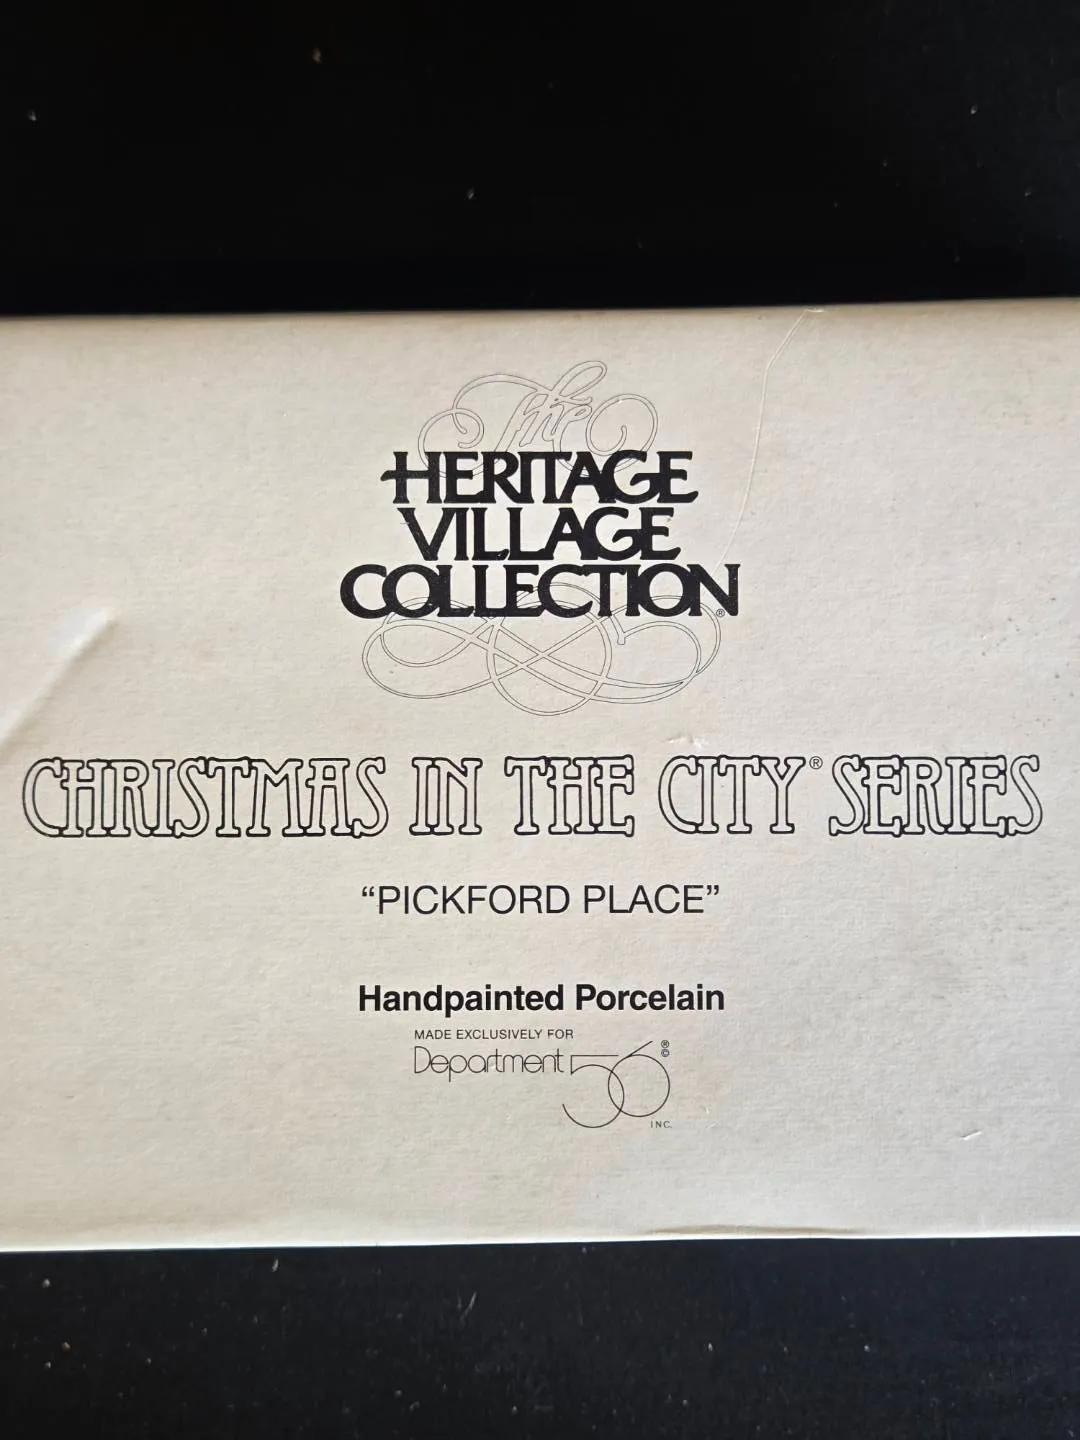 The
HERITAGE
VILLAGE
COLLECTION®
CHRISTMAS IN THE CITY® SERIES
“PICKFORD PLACE”
Handpainted Porcelain
MADE EXCLUSIVELY FOR
Department 56 ® ©
INC.